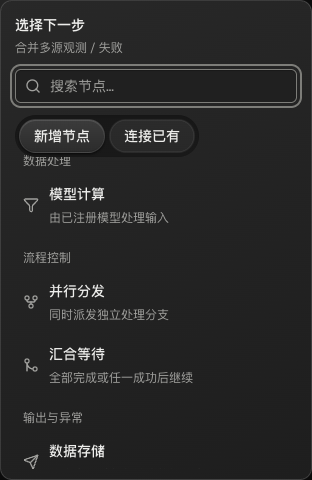 选择下一步
合并多源观测 / 失败
搜索节点…
新增节点
连接已有
数据处理
模型计算
由已注册模型处理输入
流程控制
并行分发
同时派发独立处理分支
汇合等待
全部完成或任一成功后继续
输出与异常
数据存储